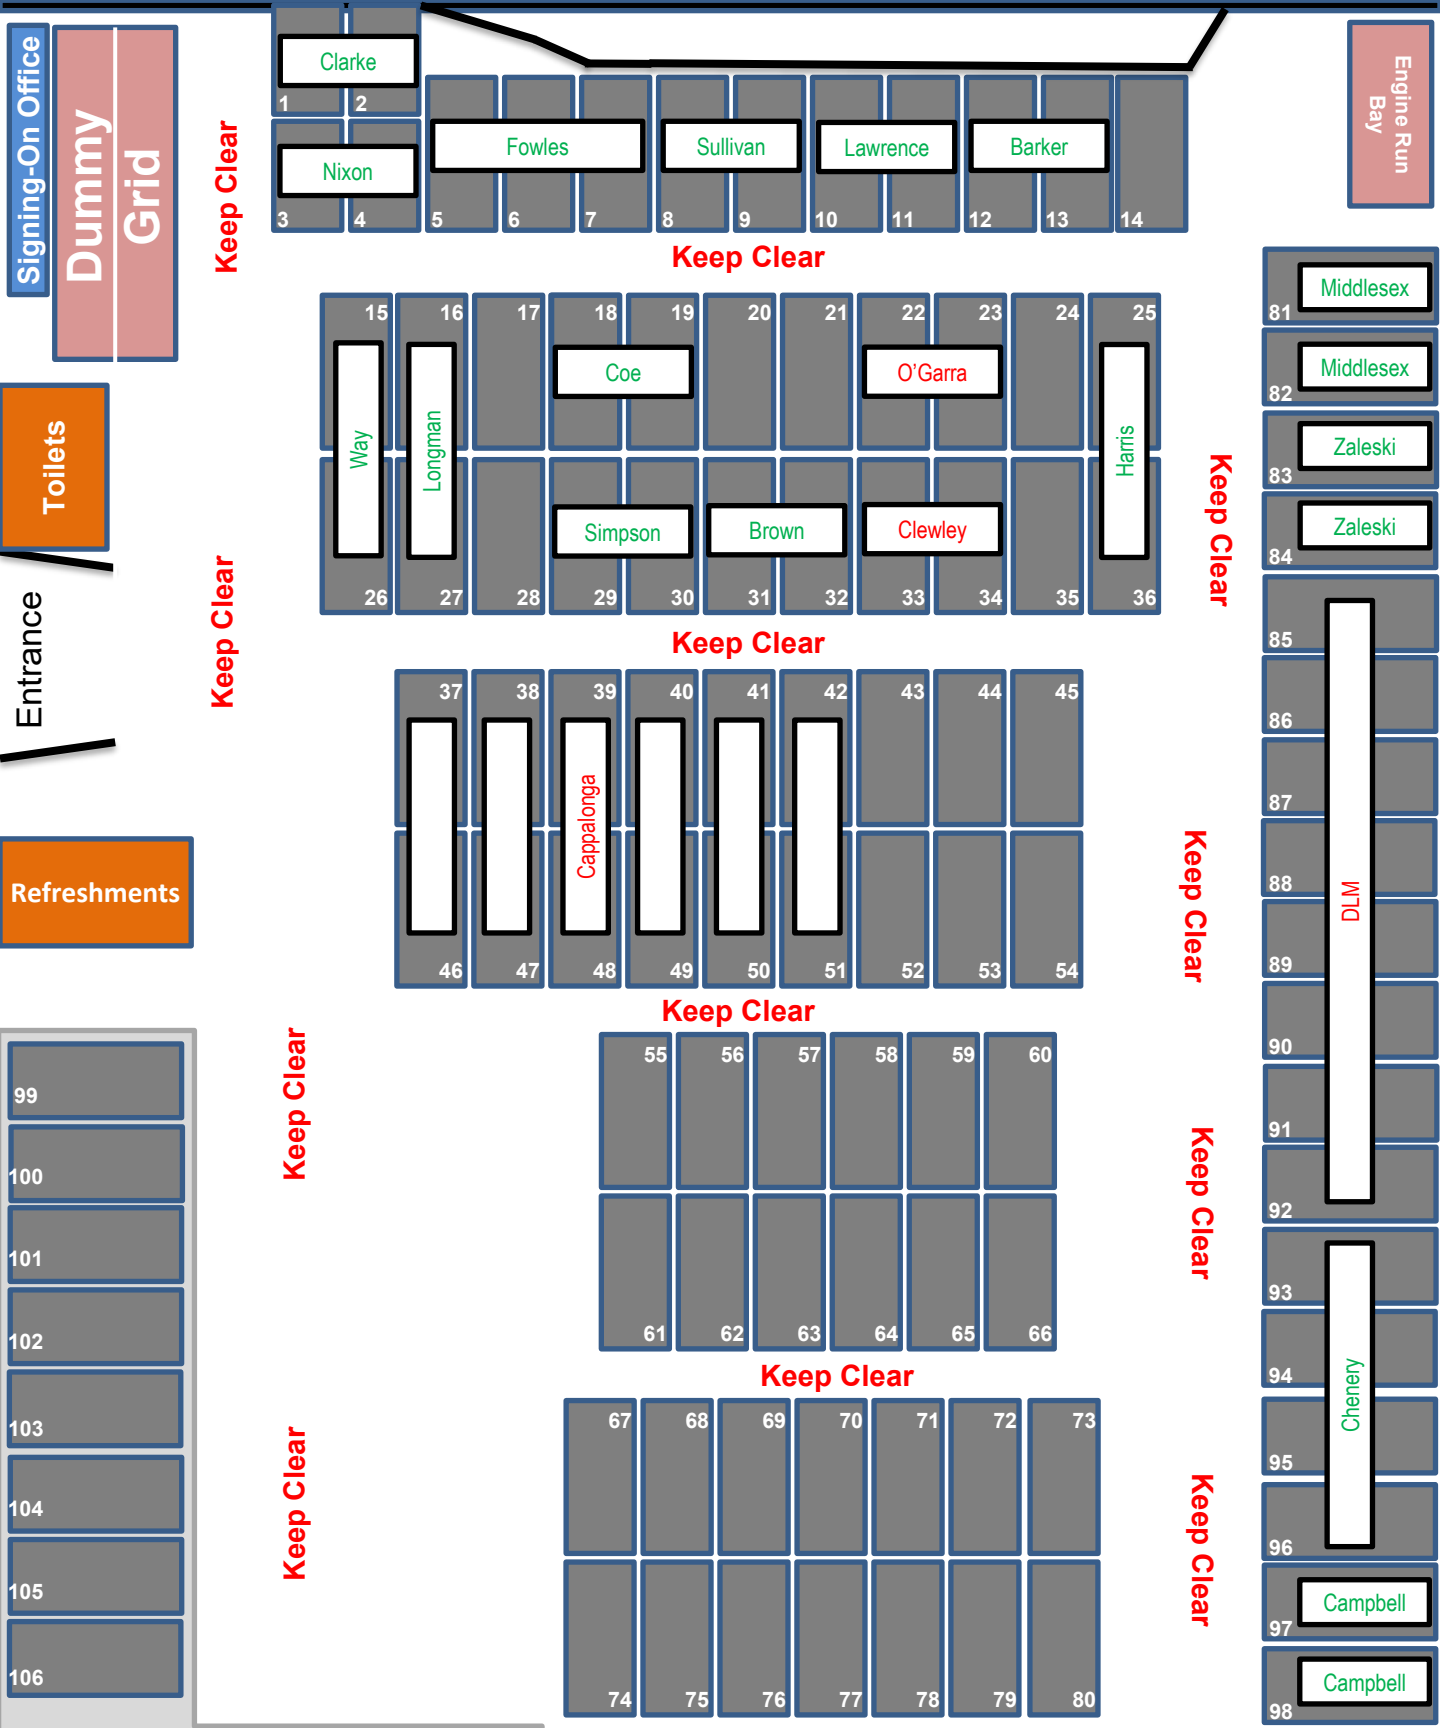 Signing-On Office
Dummy
Grid
Keep Clear
Clarke
1
2
Nixon
3
4
Fowles
Sullivan
Lawrence
Barker
5
6
7
8
9
10
11
12
13
14
Engine Run
Bay
Keep Clear
15
16
17
18
19
20
21
22
23
24
25
Way
Longman
Coe
O'Garra
Harris
Simpson
Brown
Clewley
26
27
28
29
30
31
32
33
34
35
36
Toilets
Entrance
Keep Clear
Keep Clear
Keep Clear
37
38
39
40
41
42
43
44
45
Cappalonga
46
47
48
49
50
51
52
53
54
Refreshments
Keep Clear
Keep Clear
55
56
57
58
59
60
61
62
63
64
65
66
Keep Clear
Keep Clear
Keep Clear
67
68
69
70
71
72
73
74
75
76
77
78
79
80
Keep Clear
Keep Clear
Middlesex
81
Middlesex
82
Zaleski
83
Zaleski
84
85
86
87
88
DLM
89
90
91
92
93
94
Chenery
95
96
Campbell
97
Campbell
98
99
100
101
102
103
104
105
106